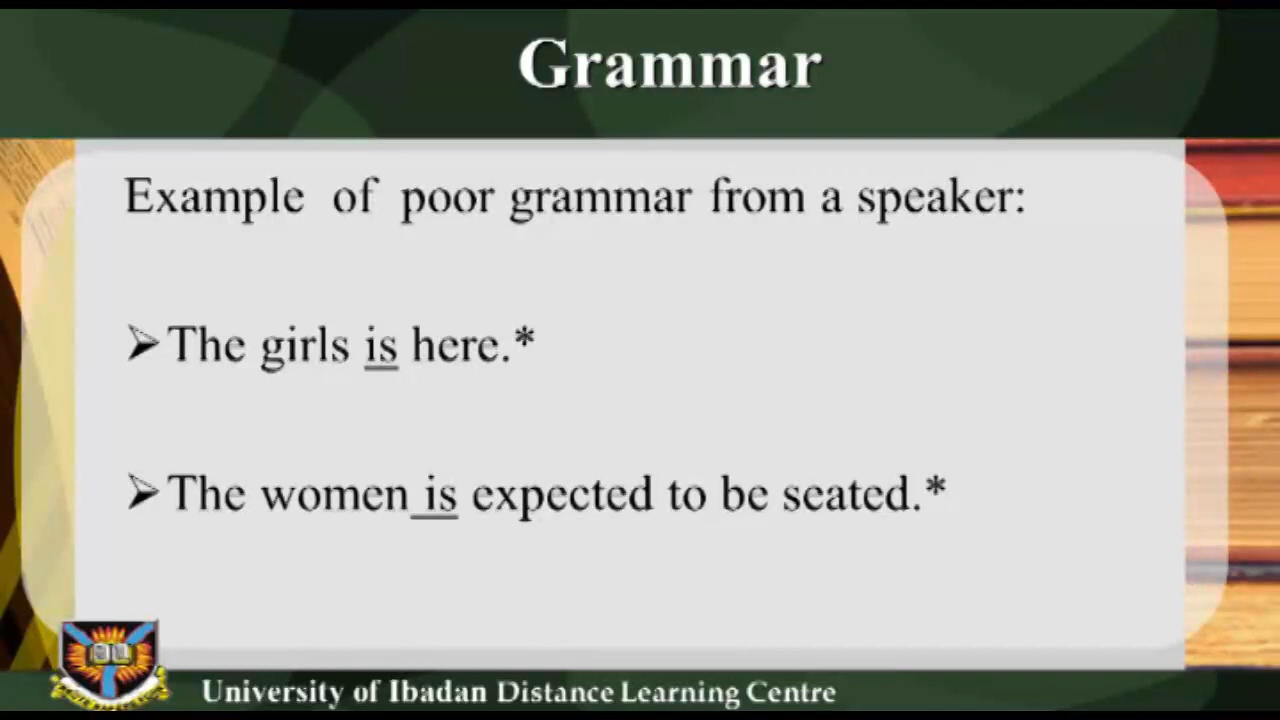 Grammar
Example of poor grammar from a speaker:
➢The girls is here.*
➢The women is expected to be seated.*
University of Ibadan Distance Learning Centre